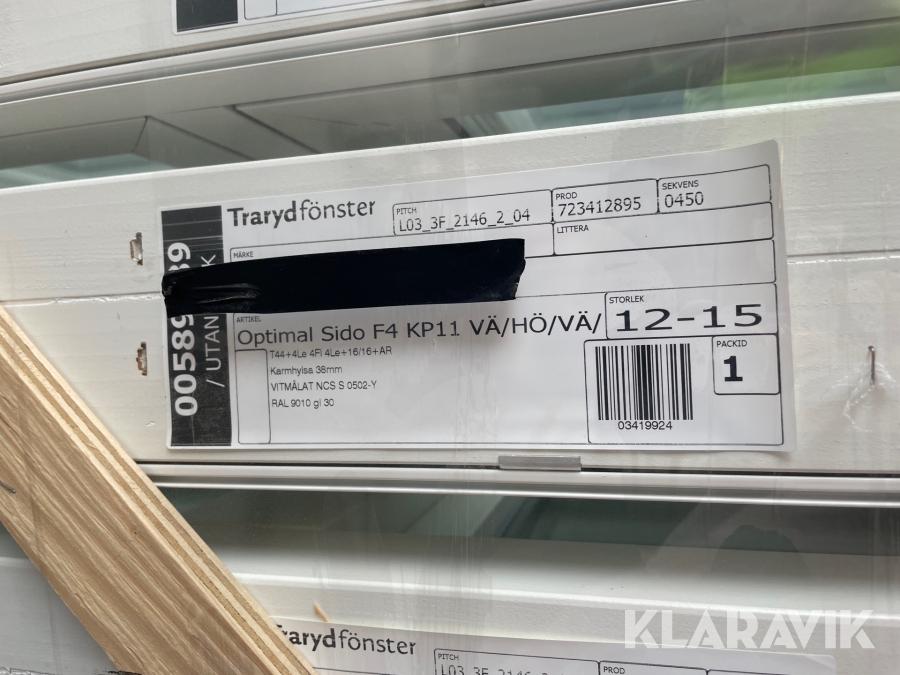 Trarydfönster
PITCH
L03_3F_2146_2_04
PROD
723412895
SEKVENS
0450
MÄRKE
LITTERA
ARTIKEL
Optimal Sido F4 KP11 VÄ/HÖ/VÄ/
STORLEK
12-15
T44+4Le 4Fl 4Le+16/16+AR
Karmhylsa 38mm
VITMÅLAT NCS S 0502-Y
RAL 9010 gl 30
PACKID
1
03419924
/ UTAN
KLARAVIK
PITCH
PROD